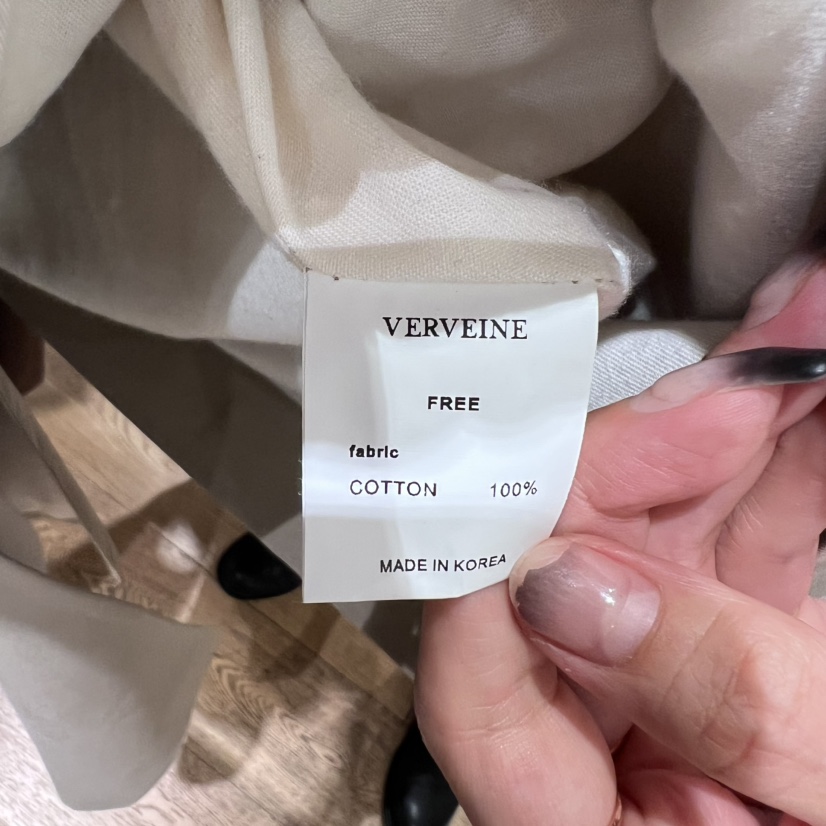 VERVEINE
FREE
fabric
COTTON 100%
MADE IN KOREA